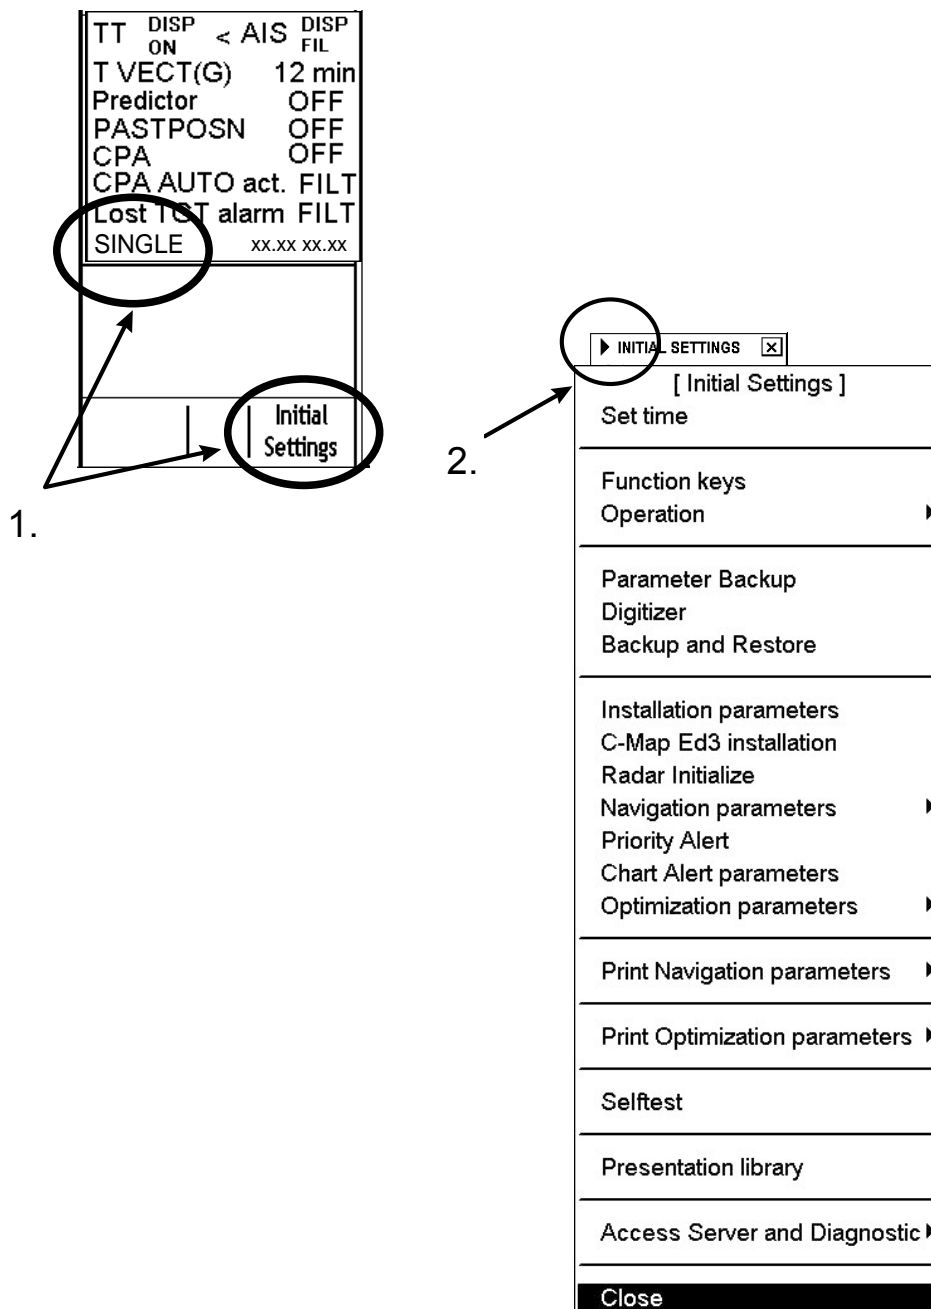 TT DISP ON < AIS DISP FIL
T VECT(G) 12 min
Predictor OFF
PASTPOSN OFF
CPA OFF
CPA AUTO act. FILT
Lost TGT alarm FILT
SINGLE xx.xx xx.xx
Initial
Settings
1.
INITIAL SETTINGS
[ Initial Settings ]
Set time
2.
Function keys
Operation
Parameter Backup
Digitizer
Backup and Restore
Installation parameters
C-Map Ed3 installation
Radar Initialize
Navigation parameters
Priority Alert
Chart Alert parameters
Optimization parameters
Print Navigation parameters
Print Optimization parameters
Selftest
Presentation library
Access Server and Diagnostic
Close